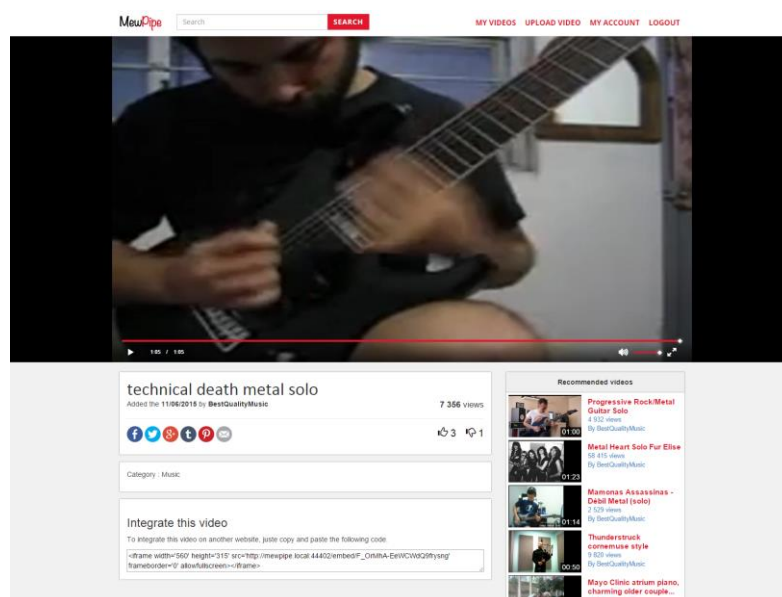 MewPipe
Search
SEARCH
MY VIDEOS UPLOAD VIDEO MY ACCOUNT LOGOUT
1:05 / 1:05
technical death metal solo
Added the 11/06/2015 by BestQualityMusic
7 356 views
3 1
Category : Music
Integrate this video
To integrate this video on another website, juste copy and paste the following code.
<iframe width='560' height='315' src='http://mewpipe.local:44402/embed/
frameborder='0' allowfullscreen></iframe>
Recommended videos
Progressive Rock/Metal
Guitar Solo
4 932 views
By BestQualityMusic
01:00
Metal Heart Solo Fur Elise
58 415 views
By BestQualityMusic
01:23
Mamonas Assassinas -
Débil Metal (solo)
2 529 views
By BestQualityMusic
01:14
Thunderstruck
cornemuse style
9 820 views
By BestQualityMusic
00:50
Mayo Clinic atrium piano,
charming older couple...